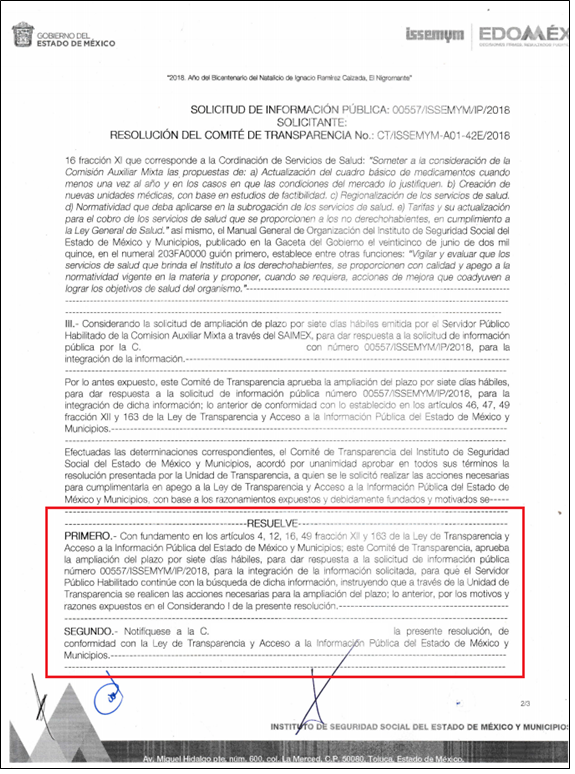 GOBIERNO DEL
ESTADO DE MÉXICO
issemym
EDOMÉX
"2018. Año del Bicentenario del Natalicio de Ignacio Ramírez Calzada, El Nigromante"
SOLICITUD DE INFORMACIÓN PÚBLICA: 00557/ISSEMYM/IP/2018
SOLICITANTE:
RESOLUCIÓN DEL COMITÉ DE TRANSPARENCIA No.: CT/ISSEMYM-A01-42E/2018
16 fracción XI que corresponde a la Cordinación de Servicios de Salud: "Someter a la consideración de la
Comisión Auxiliar Mixta las propuestas de: a) Actualización del cuadro básico de medicamentos cuando
menos una vez al año y en los casos en que las condiciones del mercado lo justifiquen. b) Creación de
nuevas unidades médicas, con base en estudios de factibilidad. c) Regionalización de los servicios de salud.
d) Normatividad que deba aplicarse en la subrogación de los servicios de salud. e) Tarifas y su actualización
para el cobro de los servicios de salud que se proporcionen a los no derechohabientes, en cumplimiento a
la Ley General de Salud." así mismo, el Manual General de Organización del Instituto de Seguridad Social del
Estado de México y Municipios, publicado en la Gaceta del Gobierno el veinticinco de junio de dos mil
quince, en el numeral 203FA0000 guión primero, establece entre otras funciones: "Vigilar y evaluar que los
servicios de salud que brinda el Instituto a los derechohabientes, se proporcionen con calidad y apego a la
normatividad vigente en la materia y proponer, cuando se requiera, acciones de mejora que coadyuven a
lograr los objetivos de salud del organismo."
III.- Considerando la solicitud de ampliación de plazo por siete días hábiles emitida por el Servidor Público
Habilitado de la Comision Auxiliar Mixta a través del SAIMEX, para dar respuesta a la solicitud de información
pública por la C. con número 00557/ISSEMYM/IP/2018, para la
integración de la información.
Por lo antes expuesto, este Comité de Transparencia aprueba la ampliación del plazo por siete días hábiles,
para dar respuesta a la solicitud de información pública número 00557/ISSEMYM/IP/2018, para la
integración de dicha información; lo anterior de conformidad con lo establecido en los artículos 46, 47, 49
fracción XII y 163 de la Ley de Transparencia y Acceso a la Información Pública del Estado de México y
Municipios.
Efectuadas las determinaciones correspondientes, el Comité de Transparencia del Instituto de Seguridad
Social del Estado de México y Municipios, acordó por unanimidad aprobar en todos sus términos la
resolución presentada por la Unidad de Transparencia, a quien se le solicitó realizar las acciones necesarias
para cumplimentarla en apego a la Ley de Transparencia y Acceso a la Información Pública del Estado de
México y Municipios, con base a los razonamientos expuestos y debidamente fundados y motivados se-----
RESUELVE
PRIMERO.- Con fundamento en los artículos 4, 12, 16, 49 fracción XII y 163 de la Ley de Transparencia y
Acceso a la Información Pública del Estado de México y Municipios; este Comité de Transparencia, aprueba
la ampliación del plazo por siete días hábiles, para dar respuesta a la solicitud de información pública
número 00557/ISSEMYM/IP/2018, para la integración de la información solicitada, para que el Servidor
Público Habilitado continúe con la búsqueda de dicha información, instruyendo que a través de la Unidad de
Transparencia se realicen las acciones necesarias para la ampliación del plazo; lo anterior, por los motivos y
razones expuestos en el Considerando I de la presente resolución.
SEGUNDO.- Notifíquese a la C. la presente resolución, de
conformidad con la Ley de Transparencia y Acceso a la Información Pública del Estado de México y
Municipios.
2/3
INSTITUTO DE SEGURIDAD SOCIAL DEL ESTADO DE MÉXICO Y MUNICIPIOS
Av. Miguel Hidalgo pte. núm. 600, col. La Merced, C.P. 50080, Toluca, Estado de México.